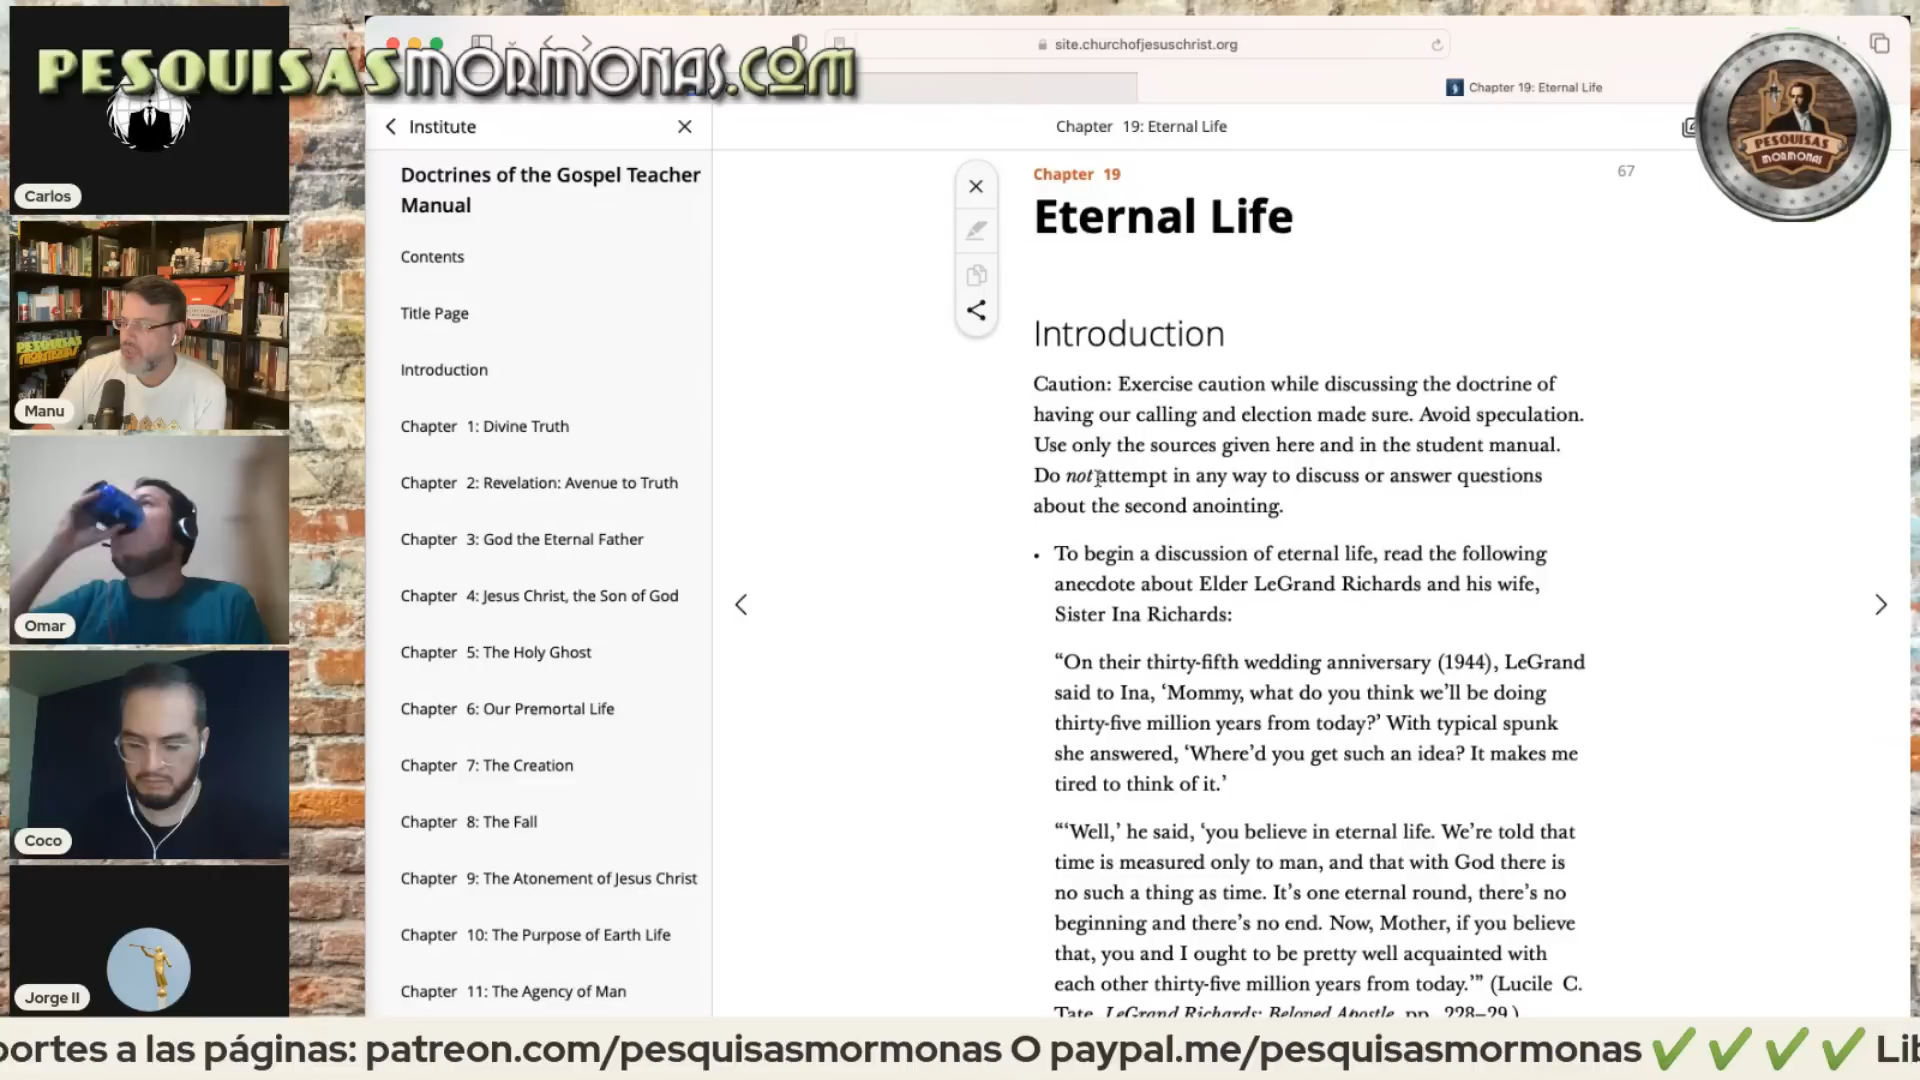 PESQUISASMORMONAS.COM
Carlos
Manu
PESQUISAS
Omar
Coco
Jorge II
site.churchofjesuschrist.org
Chapter 19: Eternal Life
PESQUISAS
MORMONAS
Institute
Doctrines of the Gospel Teacher
Manual
Contents
Title Page
Introduction
Chapter 1: Divine Truth
Chapter 2: Revelation: Avenue to Truth
Chapter 3: God the Eternal Father
Chapter 4: Jesus Christ, the Son of God
Chapter 5: The Holy Ghost
Chapter 6: Our Premortal Life
Chapter 7: The Creation
Chapter 8: The Fall
Chapter 9: The Atonement of Jesus Christ
Chapter 10: The Purpose of Earth Life
Chapter 11: The Agency of Man
Chapter 19: Eternal Life
Chapter 19
67
Eternal Life
Introduction
Caution: Exercise caution while discussing the doctrine of
having our calling and election made sure. Avoid speculation.
Use only the sources given here and in the student manual.
Do not attempt in any way to discuss or answer questions
about the second anointing.
• To begin a discussion of eternal life, read the following
anecdote about Elder LeGrand Richards and his wife,
Sister Ina Richards:
“On their thirty-fifth wedding anniversary (1944), LeGrand
said to Ina, ‘Mommy, what do you think we’ll be doing
thirty-five million years from today?’ With typical spunk
she answered, ‘Where’d you get such an idea? It makes me
tired to think of it.’
“‘Well,’ he said, ‘you believe in eternal life. We’re told that
time is measured only to man, and that with God there is
no such a thing as time. It’s one eternal round, there’s no
beginning and there’s no end. Now, Mother, if you believe
that, you and I ought to be pretty well acquainted with
each other thirty-five million years from today.’” (Lucile C.
Tate, LeGrand Richards: Beloved Apostle, pp. 228–29.)
portes a las páginas: patreon.com/pesquisasmormonas O paypal.me/pesquisasmormonas ✔ ✔ ✔ ✔ Lib